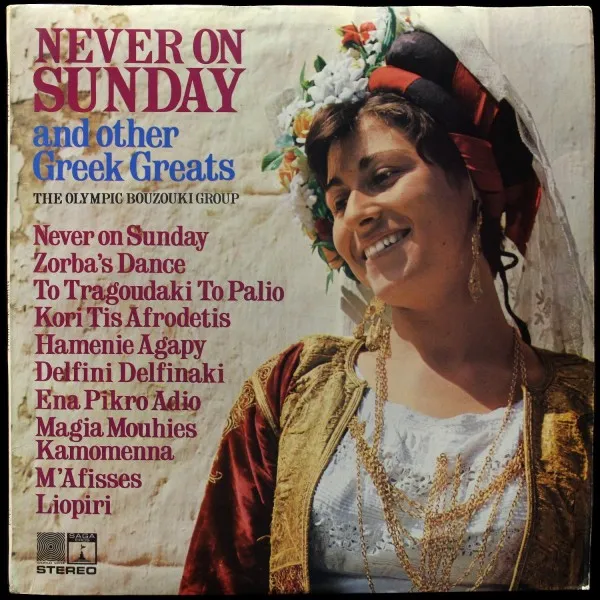 NEVER ON
SUNDAY
and other
Greek Greats
THE OLYMPIC BOUZOUKI GROUP
Never on Sunday
Zorba's Dance
To Tragoudaki To Palio
Kori Tis Afrodetis
Hamenie Agapy
Delfini Delfinaki
Ena Pikro Adio
Magia Mouhies
Kamomenna
M'Afisses
Liopiri
SAGA
STEREO